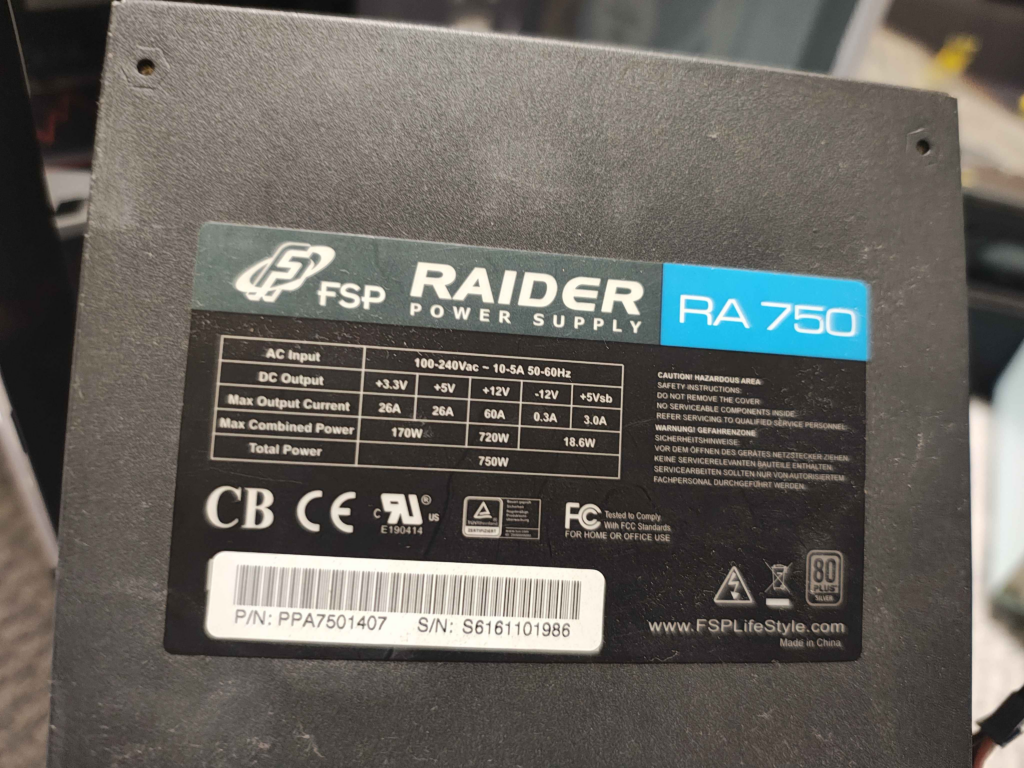 FSP
RAIDER
POWER SUPPLY
RA 750
AC Input 100-240Vac ~ 10-5A 50-60Hz
DC Output +3.3V +5V +12V -12V +5Vsb
Max Output Current 26A 26A 60A 0.3A 3.0A
Max Combined Power 170W 720W 18.6W
Total Power 750W
CAUTION! HAZARDOUS AREA
SAFETY INSTRUCTIONS:
DO NOT REMOVE THE COVER
NO SERVICEABLE COMPONENTS INSIDE.
REFER SERVICING TO QUALIFIED SERVICE PERSONNEL.
WARNUNG! GEFAHRENZONE
SICHERHEITSHINWEISE:
VOR DEM ÖFFNEN DES GERÄTES NETZSTECKER ZIEHEN.
KEINE SERVICERELEVANTEN BAUTEILE ENTHALTEN.
SERVICEARBEITEN SOLLTEN NUR VON AUTORISIERTEM
FACHPERSONAL DURCHGEFÜHRT WERDEN.
CB CE c RU ® US
E190414
FC Tested to Comply
With FCC Standards
FOR HOME OR OFFICE USE
80
PLUS
SILVER
P/N: PPA7501407 S/N: S6161101986
www.FSPLifeStyle.com
Made in China